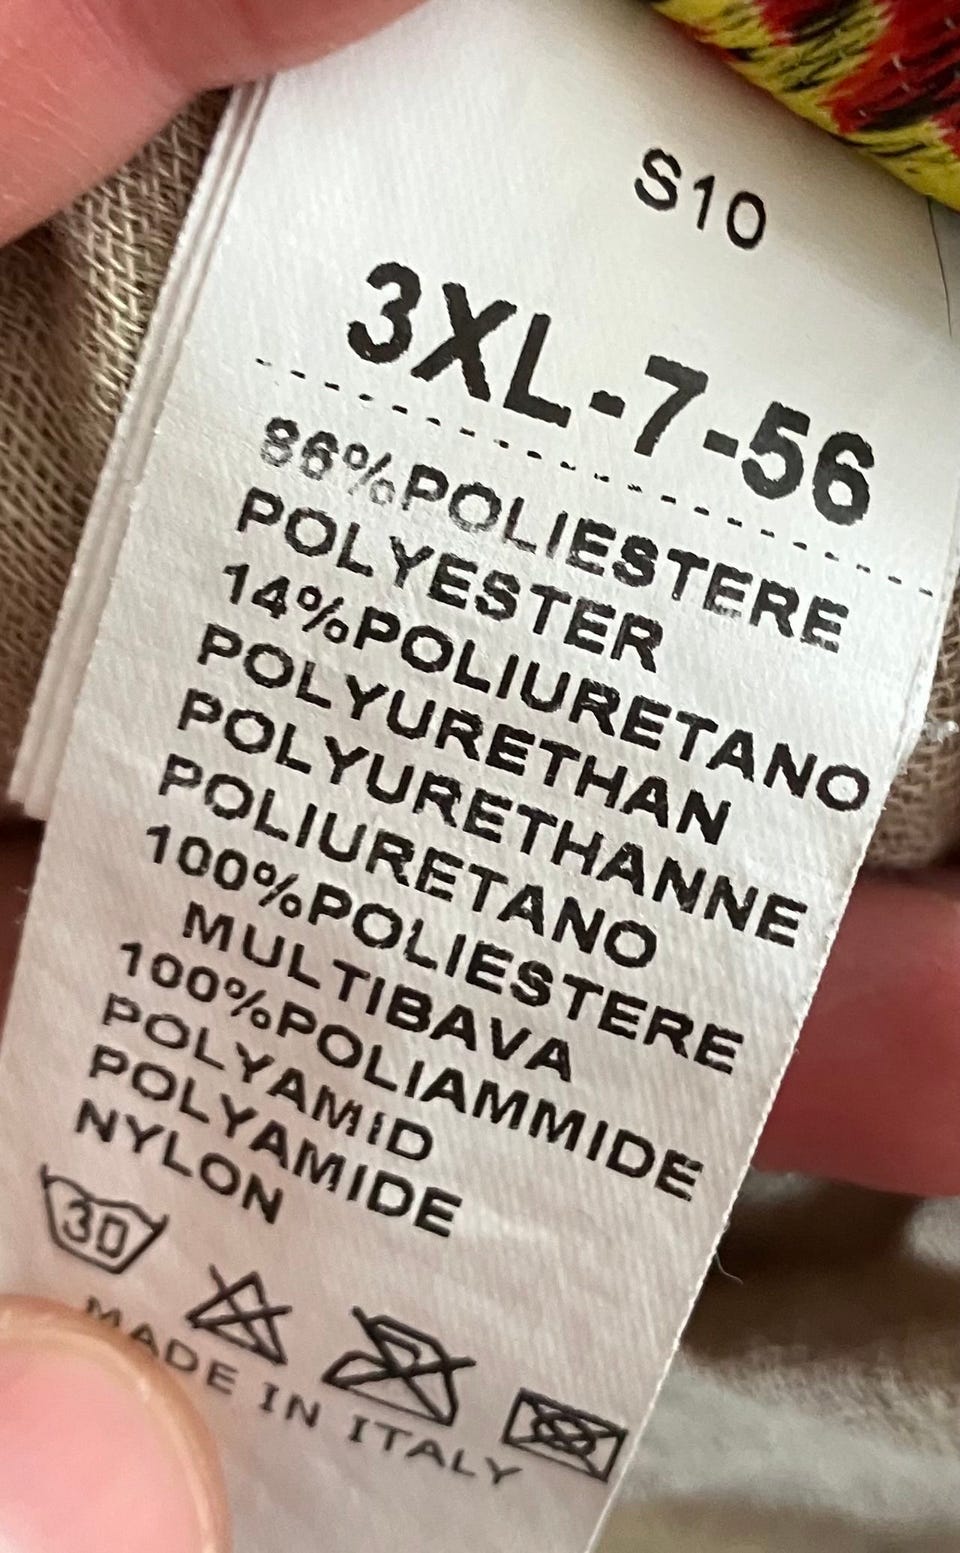 S10
3XL-7-56
86%POLIESTERE
POLYESTER
14%POLIURETANO
POLYURETHAN
POLYURETHANNE
POLIURETANO
100%POLIESTERE
MULTIBAVA
100%POLIAMMIDE
POLYAMID
POLYAMIDE
NYLON
30
MADE IN ITALY